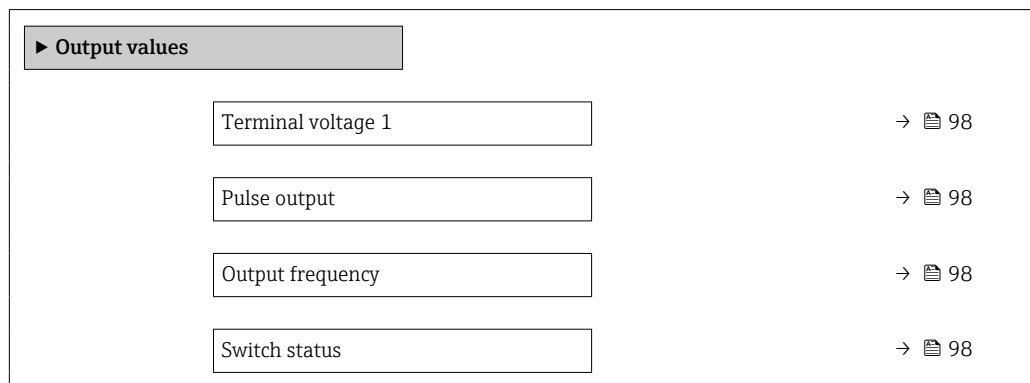 ▶ Output values
Terminal voltage 1 → 98
Pulse output → 98
Output frequency → 98
Switch status → 98